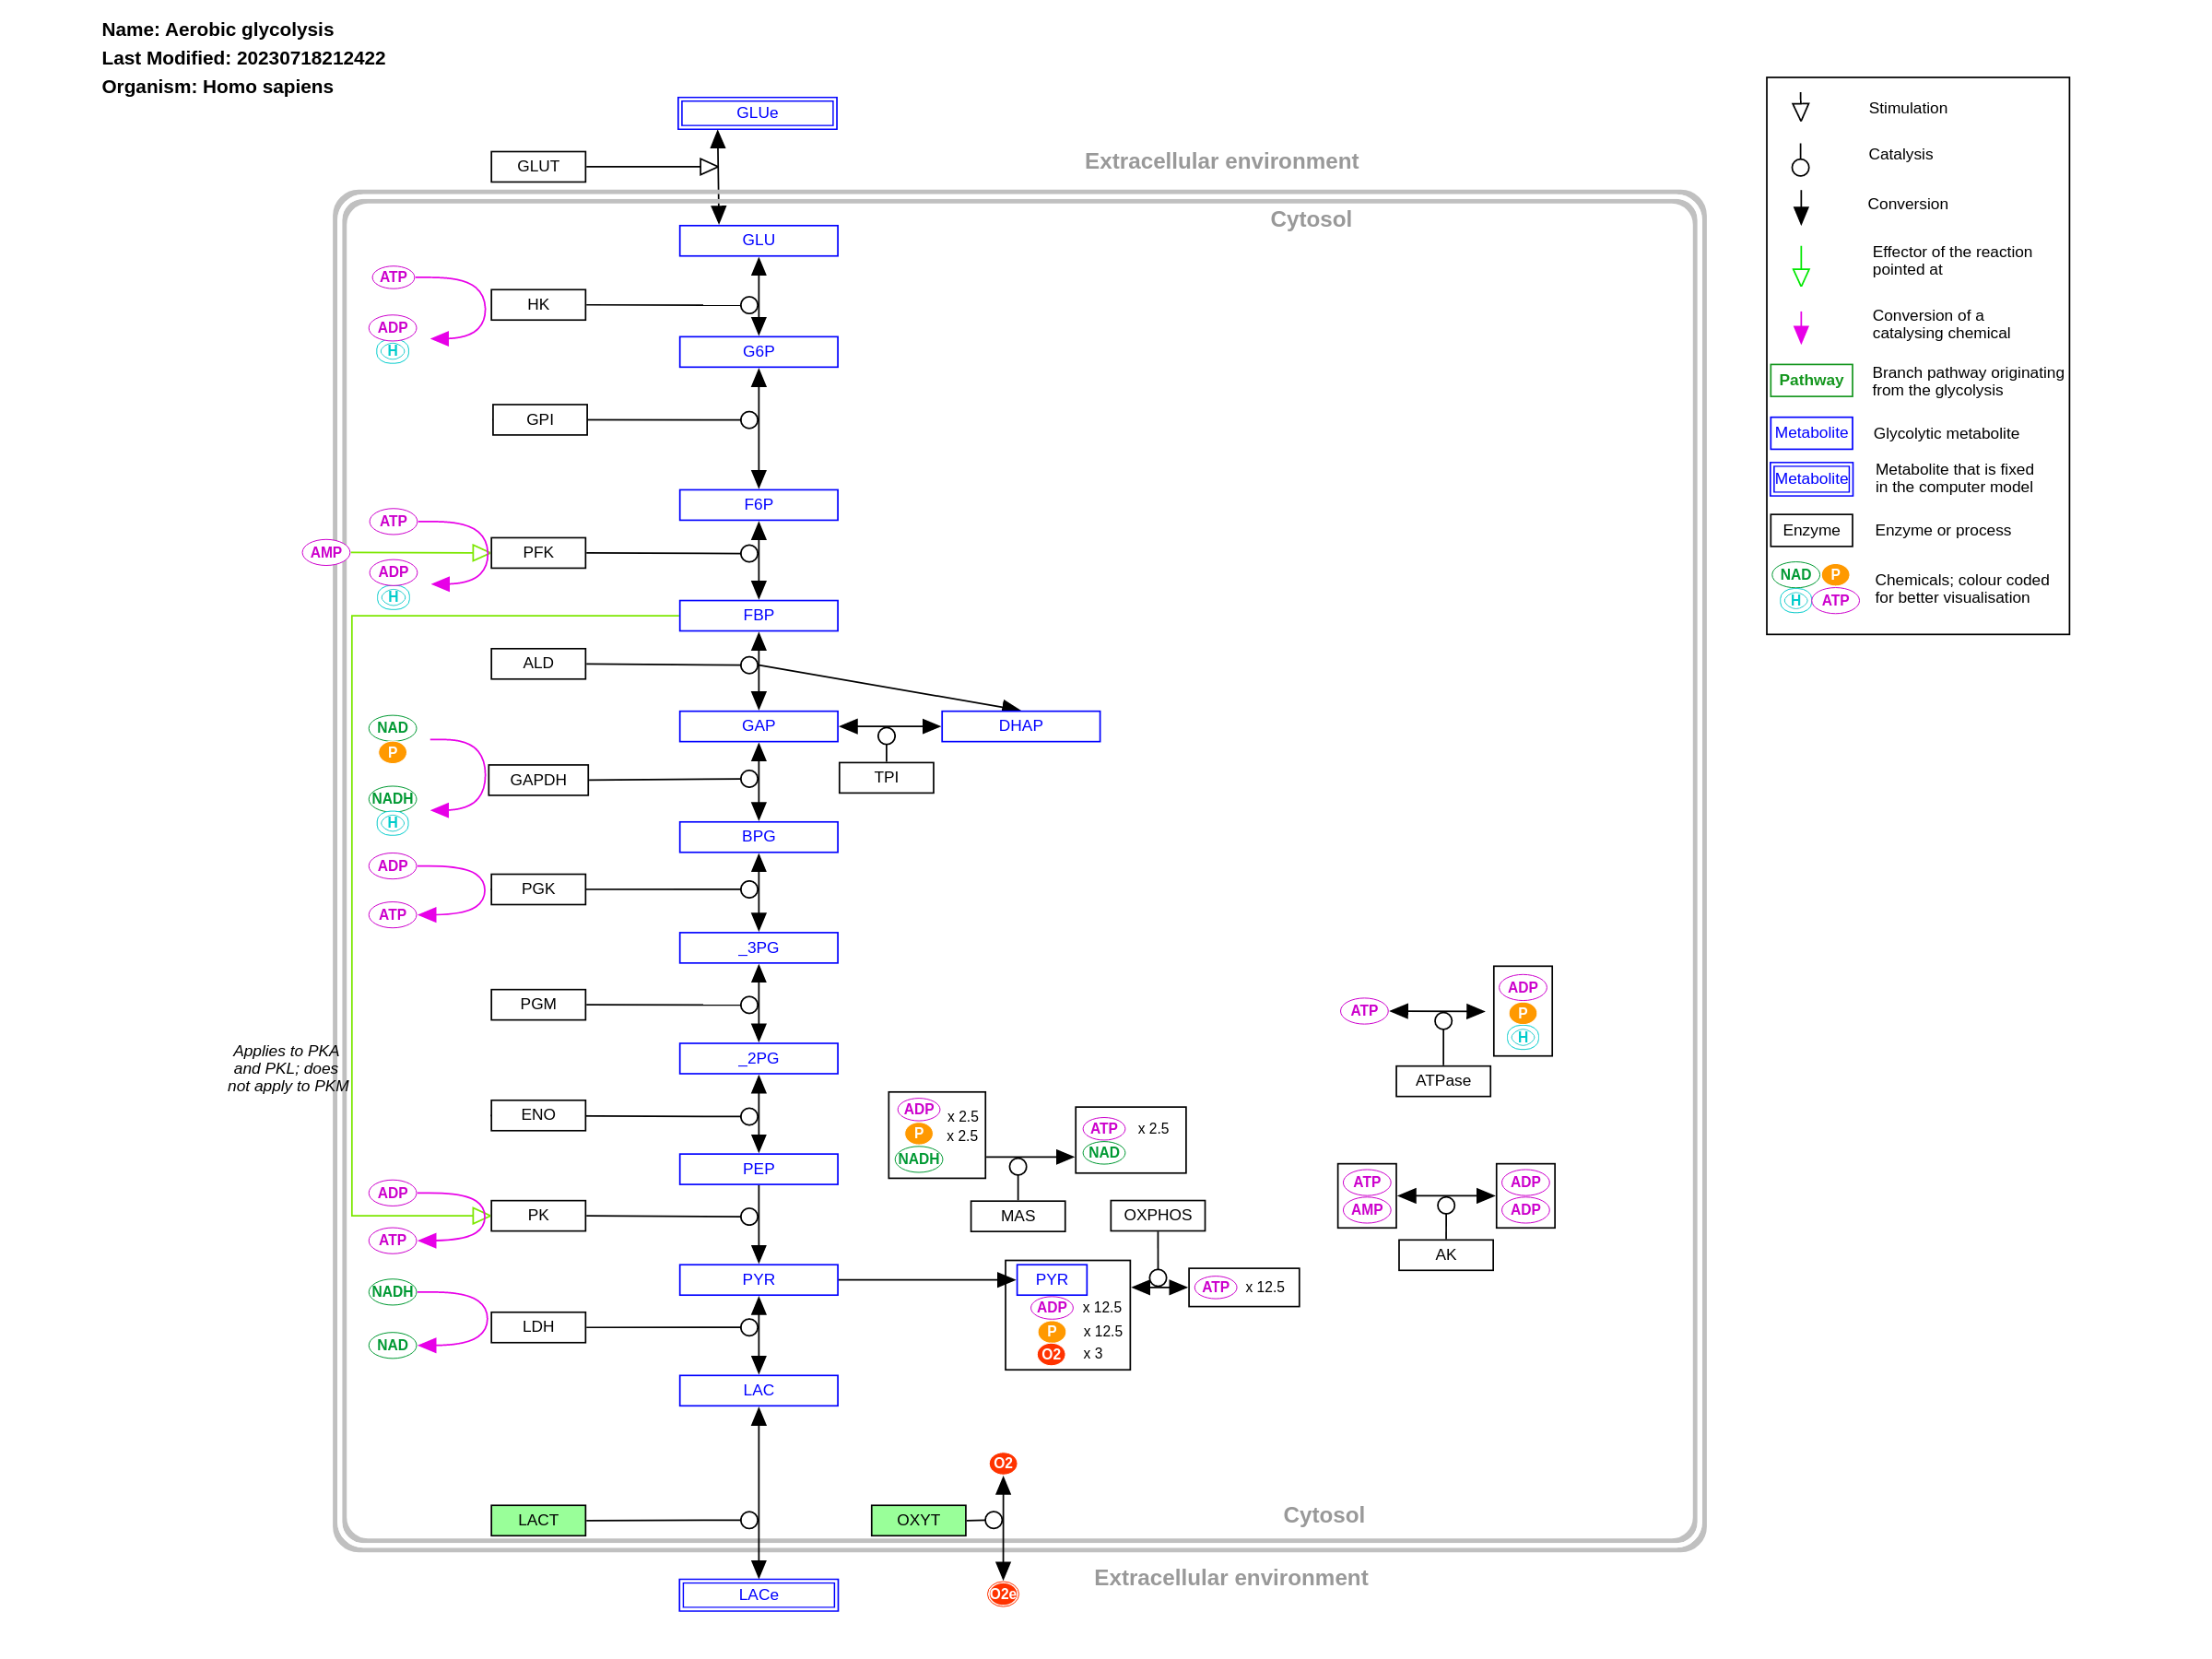 Name: Aerobic glycolysis
Last Modified: 20230718212422
Organism: Homo sapiens
GLUe
GLUT
Extracellular environment
Cytosol
GLU
ATP
HK
ADP
H
G6P
GPI
F6P
ATP
AMP
PFK
ADP
H
FBP
ALD
NAD
P
GAP
DHAP
TPI
GAPDH
NADH
H
BPG
ADP
PGK
ATP
_3PG
PGM
Applies to PKA
and PKL; does
not apply to PKM
_2PG
ENO
PEP
ADP
PK
ATP
PYR
NADH
LDH
NAD
LAC
LACT
LACe
ADP x 2.5
P x 2.5
NADH
ATP x 2.5
NAD
MAS
OXPHOS
PYR
ADP x 12.5
P x 12.5
O2 x 3
ATP x 12.5
ATP
ADP
P
H
ATPase
ATP
AMP
ADP
ADP
AK
O2
OXYT
O2e
Cytosol
Extracellular environment
Stimulation
Catalysis
Conversion
Effector of the reaction
pointed at
Conversion of a
catalysing chemical
Pathway
Branch pathway originating
from the glycolysis
Metabolite
Glycolytic metabolite
Metabolite
Metabolite that is fixed
in the computer model
Enzyme
Enzyme or process
NAD P
H ATP
Chemicals; colour coded
for better visualisation